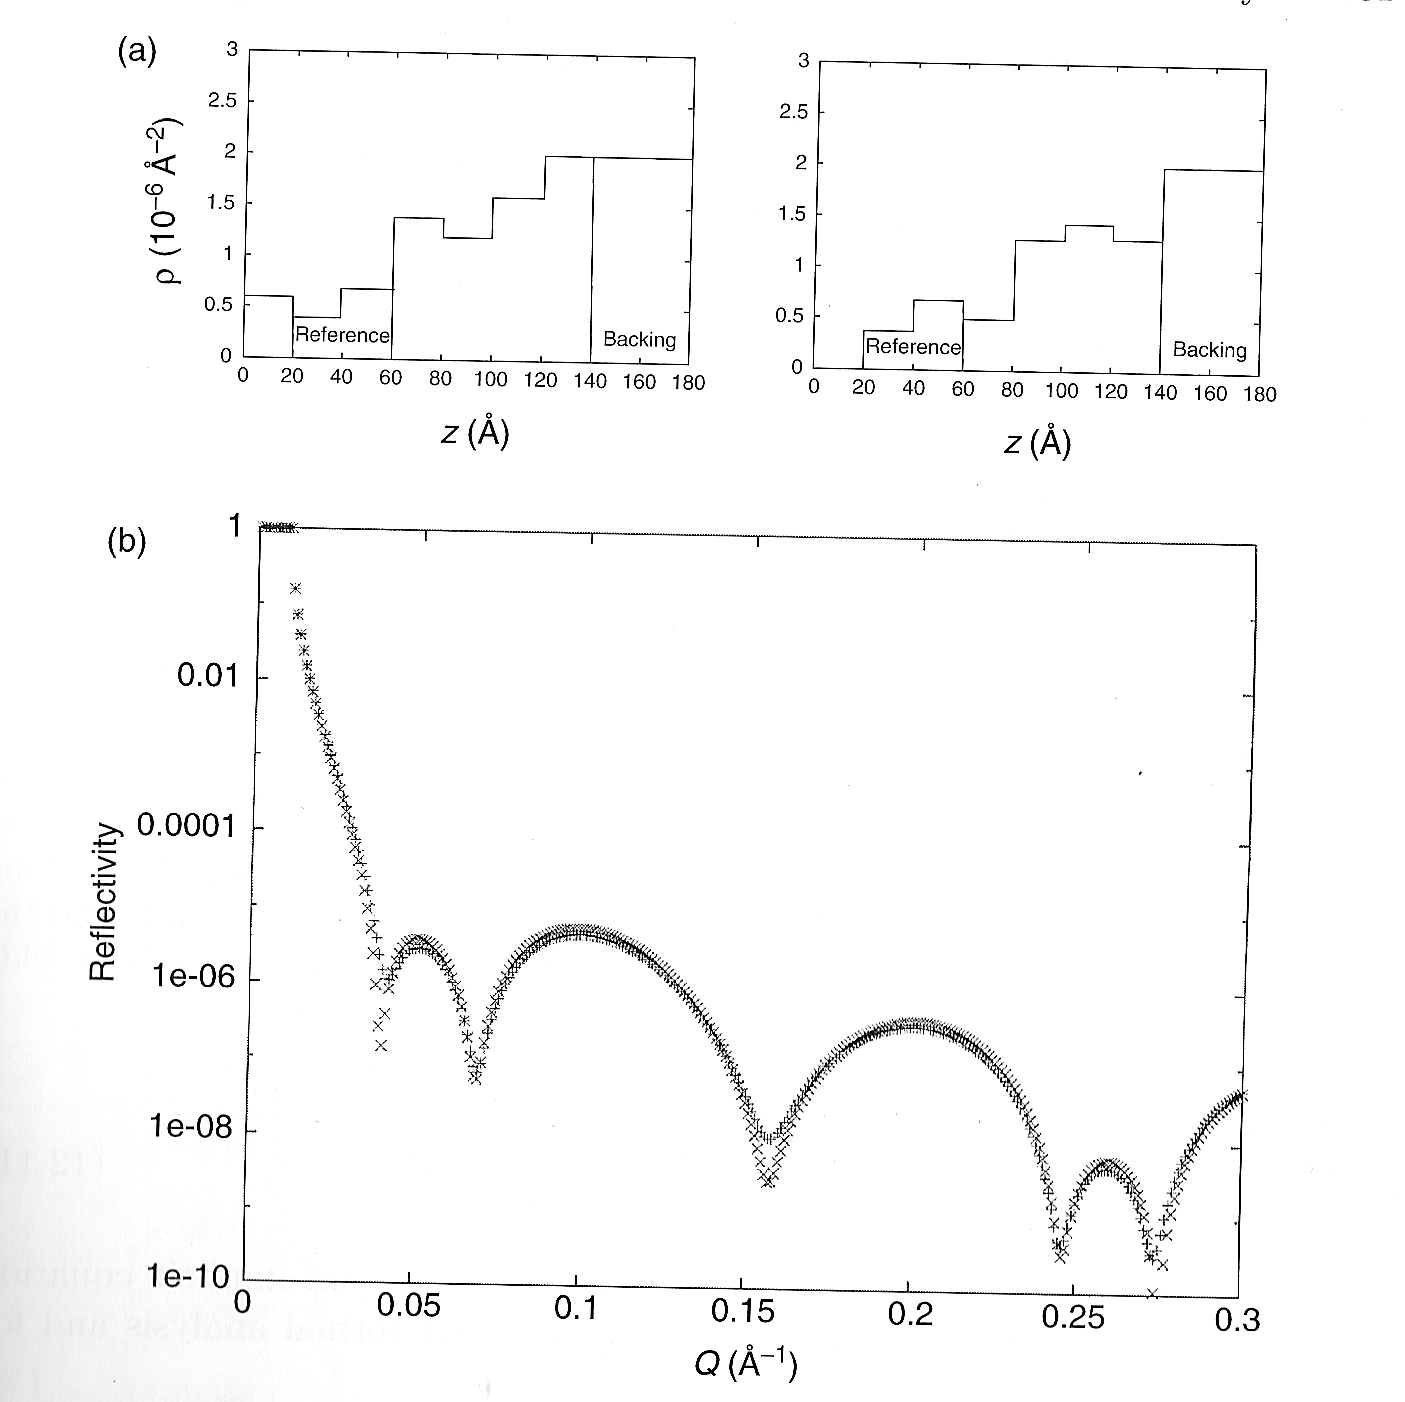 (a)
3
2.5
2
1.5
1
0.5
0
ρ (10⁻⁶ Å⁻²)
Reference
Backing
0 20 40 60 80 100 120 140 160 180
z (Å)
3
2.5
2
1.5
1
0.5
0
Reference
Backing
0 20 40 60 80 100 120 140 160 180
z (Å)
(b)
1
0.01
0.0001
1e-06
1e-08
1e-10
Reflectivity
0 0.05 0.1 0.15 0.2 0.25 0.3
Q (Å⁻¹)